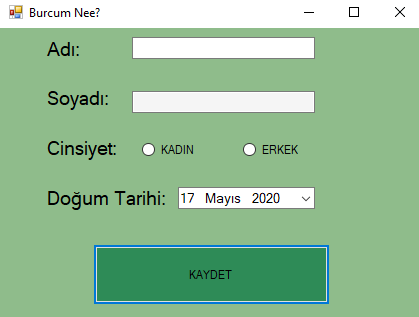 Burcum Nee?
Adı:
Soyadı:
Cinsiyet: KADIN ERKEK
Doğum Tarihi: 17 Mayıs 2020
KAYDET